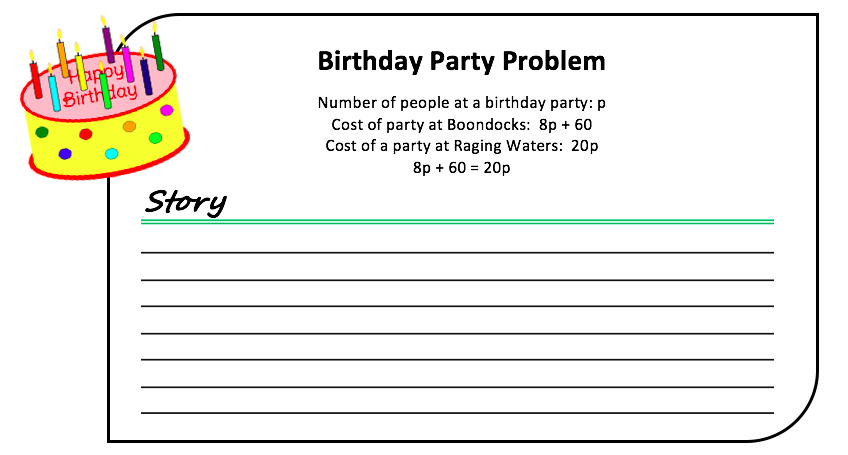 Happy
Birthday
Birthday Party Problem
Number of people at a birthday party: p
Cost of party at Boondocks: 8p + 60
Cost of a party at Raging Waters: 20p
8p + 60 = 20p
Story